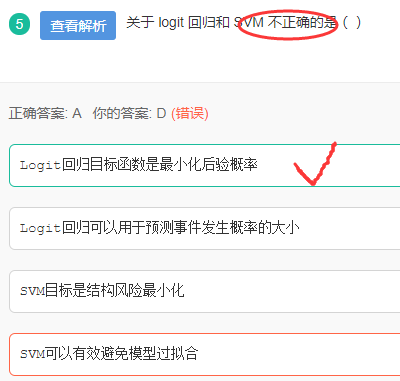 5 查看解析 关于 logit 回归和 SVM 不正确的是（ ）
正确答案: A 你的答案: D (错误)
Logit回归目标函数是最小化后验概率
Logit回归可以用于预测事件发生概率的大小
SVM目标是结构风险最小化
SVM可以有效避免模型过拟合